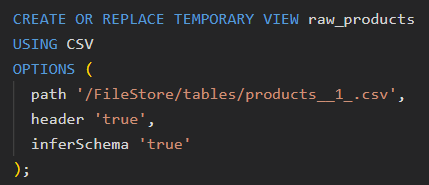 CREATE OR REPLACE TEMPORARY VIEW raw_products
USING CSV
OPTIONS (
  path '/FileStore/tables/products__1_.csv',
  header 'true',
  inferSchema 'true'
);